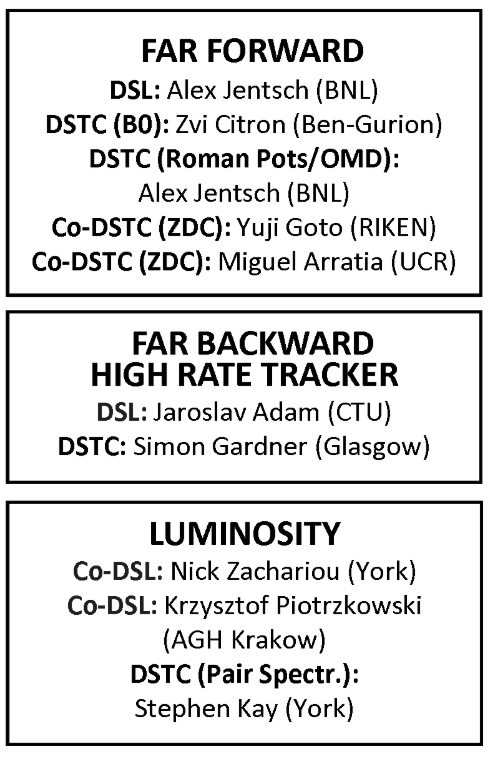 FAR FORWARD
DSL: Alex Jentsch (BNL)
DSTC (B0): Zvi Citron (Ben-Gurion)
DSTC (Roman Pots/OMD):
Alex Jentsch (BNL)
Co-DSTC (ZDC): Yuji Goto (RIKEN)
Co-DSTC (ZDC): Miguel Arratia (UCR)
FAR BACKWARD
HIGH RATE TRACKER
DSL: Jaroslav Adam (CTU)
DSTC: Simon Gardner (Glasgow)
LUMINOSITY
Co-DSL: Nick Zachariou (York)
Co-DSL: Krzysztof Piotrzkowski
(AGH Krakow)
DSTC (Pair Spectr.):
Stephen Kay (York)